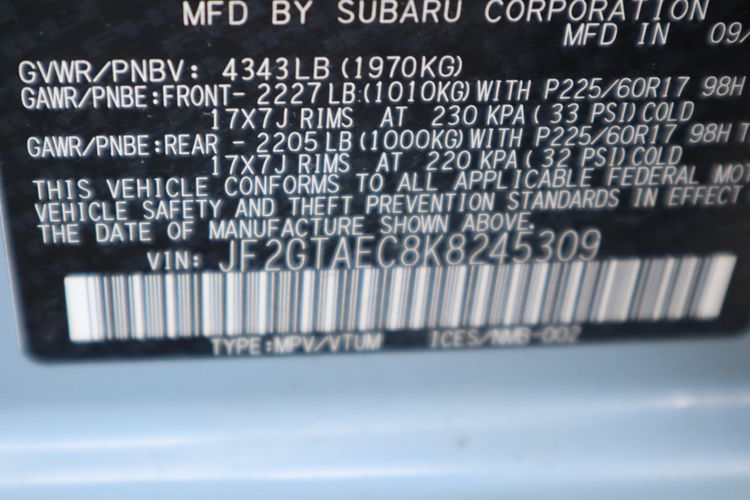 MFD BY SUBARU CORPORATION
MFD IN 09/
GVWR/PNBV: 4343LB (1970KG)
GAWR/PNBE:FRONT- 2227LB (1010KG) WITH P225/60R17 98H
17X7J RIMS AT 230 KPA (33 PSI) COLD
GAWR/PNBE:REAR - 2205LB (1000KG) WITH P225/60R17 98H T
17X7J RIMS AT 220 KPA (32 PSI) COLD
THIS VEHICLE CONFORMS TO ALL APPLICABLE FEDERAL MOT
VEHICLE SAFETY AND THEFT PREVENTION STANDARDS IN EFFECT
THE DATE OF MANUFACTURE SHOWN ABOVE.
VIN: JF2GTAEC8K8245309
TYPE:MPV/VTUM ICES/NMB-002